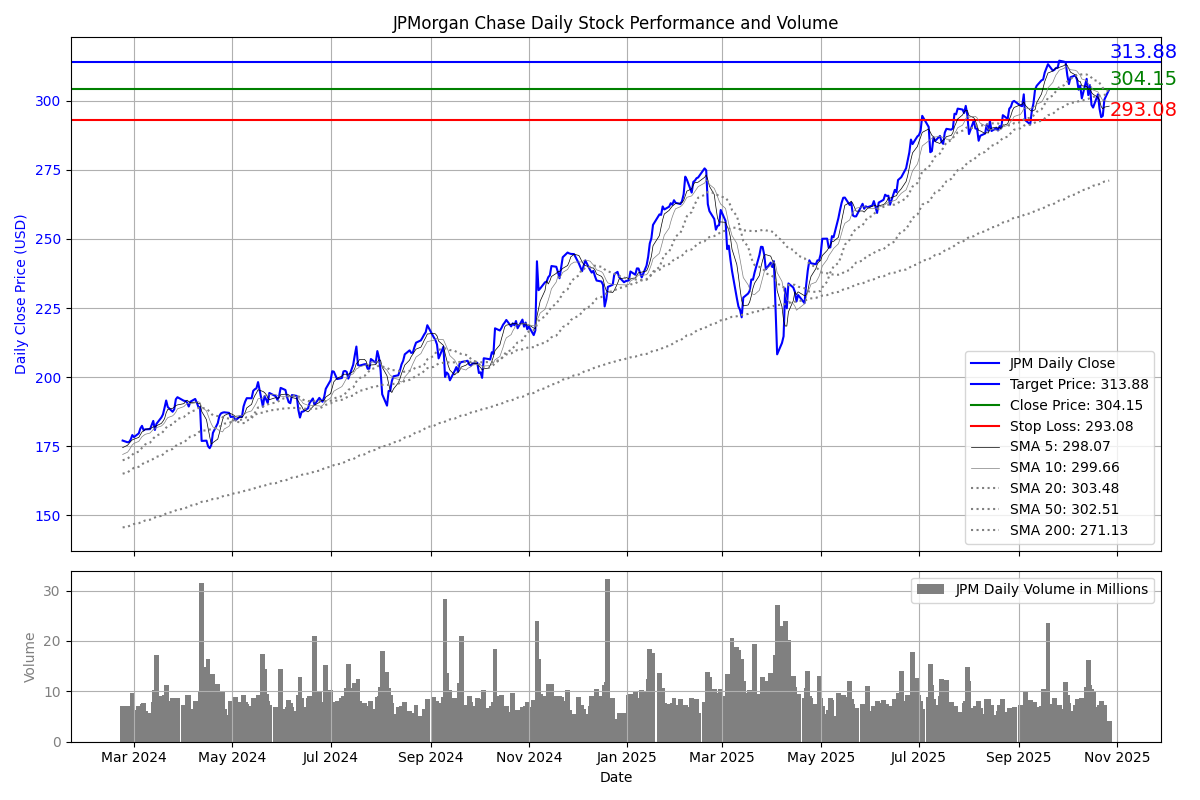 JPMorgan Chase Daily Stock Performance and Volume
313.88
304.15
293.08
Daily Close Price (USD)
300
275
250
225
200
175
150
JPM Daily Close
Target Price: 313.88
Close Price: 304.15
Stop Loss: 293.08
SMA 5: 298.07
SMA 10: 299.66
SMA 20: 303.48
SMA 50: 302.51
SMA 200: 271.13
Volume
30
20
10
0
JPM Daily Volume in Millions
Mar 2024 May 2024 Jul 2024 Sep 2024 Nov 2024 Jan 2025 Mar 2025 May 2025 Jul 2025 Sep 2025 Nov 2025
Date